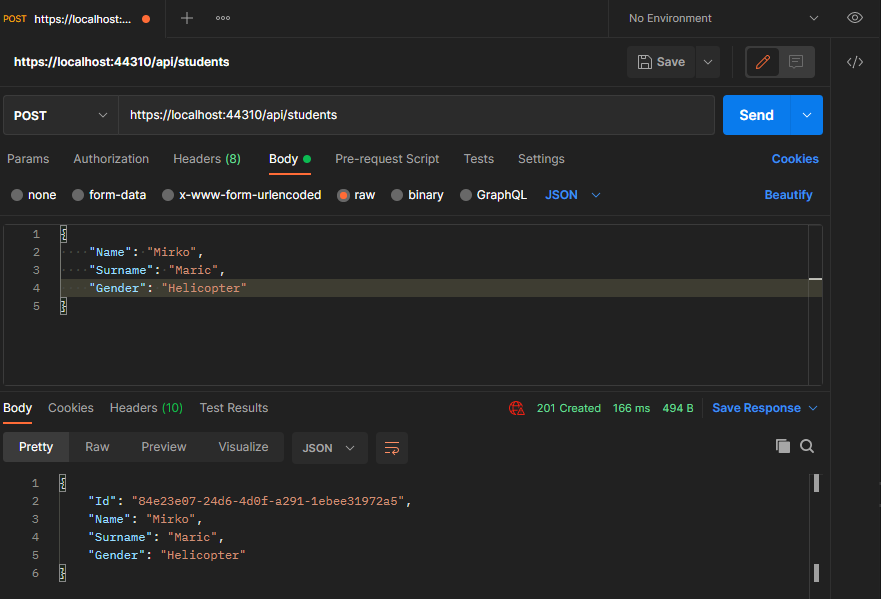 POST https://localhost:... No Environment
https://localhost:44310/api/students Save
POST https://localhost:44310/api/students Send
Params Authorization Headers (8) Body Pre-request Script Tests Settings Cookies
none form-data x-www-form-urlencoded raw binary GraphQL JSON Beautify
1 {
2 "Name": "Mirko",
3 "Surname": "Maric",
4 "Gender": "Helicopter"
5 }
Body Cookies Headers (10) Test Results 201 Created 166 ms 494 B Save Response
Pretty Raw Preview Visualize JSON
1 {
2 "Id": "84e23e07-24d6-4d0f-a291-1ebee31972a5",
3 "Name": "Mirko",
4 "Surname": "Maric",
5 "Gender": "Helicopter"
6 }